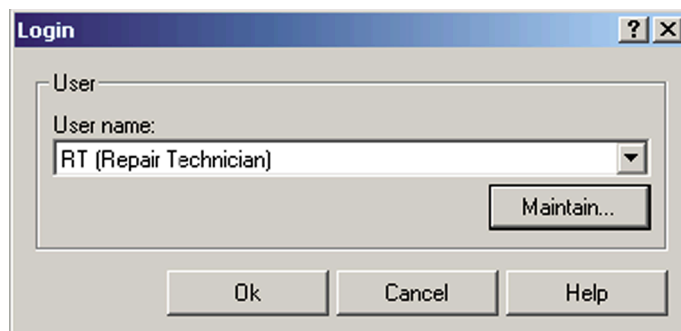 Login
User
User name:
RT (Repair Technician)
Maintain...
Ok Cancel Help